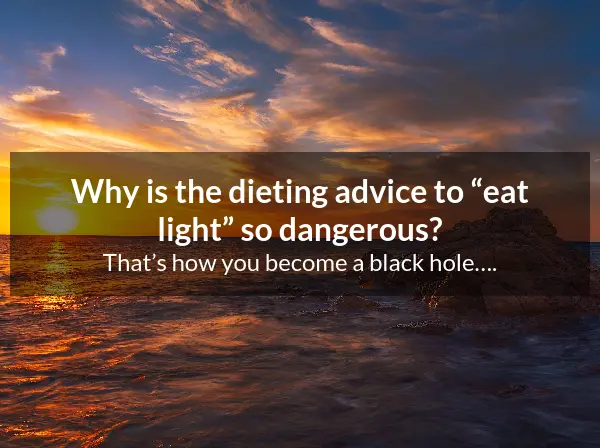 Why is the dieting advice to “eat
light” so dangerous?
That’s how you become a black hole....